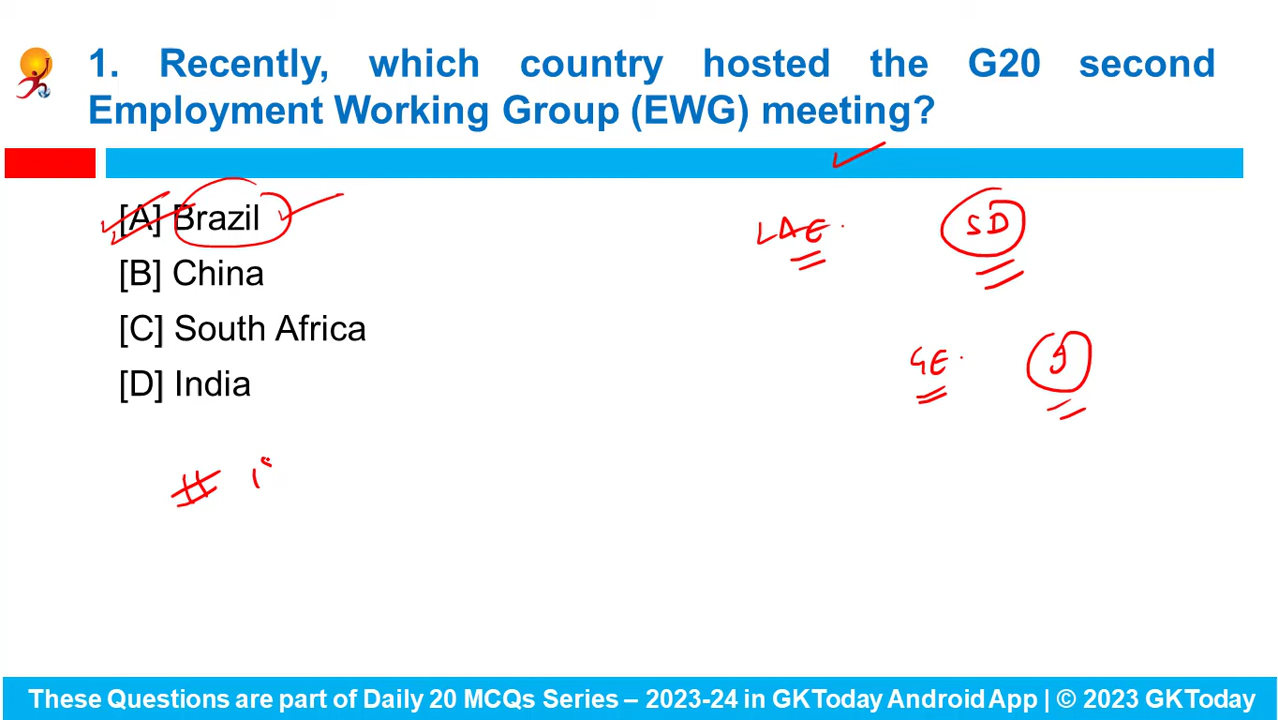 1. Recently, which country hosted the G20 second
Employment Working Group (EWG) meeting?
[A] Brazil
[B] China
[C] South Africa
[D] India
LAE
SD
GE
#
These Questions are part of Daily 20 MCQs Series – 2023-24 in GKToday Android App | © 2023 GKToday